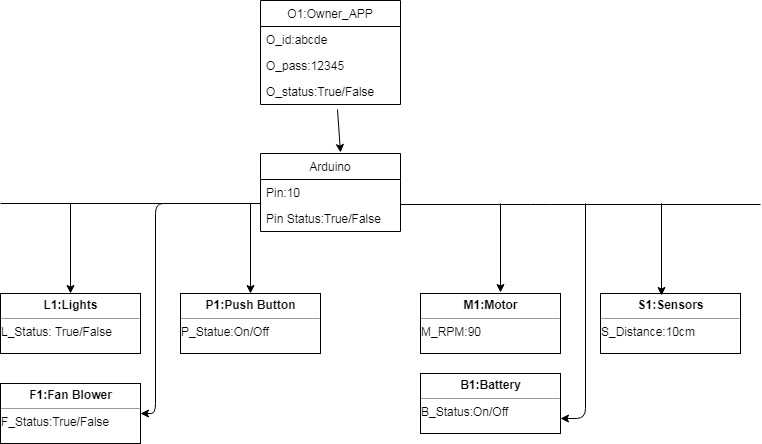 O1:Owner_APP
O_id:abcde
O_pass:12345
O_status:True/False
Arduino
Pin:10
Pin Status:True/False
L1:Lights
L_Status: True/False
P1:Push Button
P_Statue:On/Off
M1:Motor
M_RPM:90
S1:Sensors
S_Distance:10cm
F1:Fan Blower
F_Status:True/False
B1:Battery
B_Status:On/Off